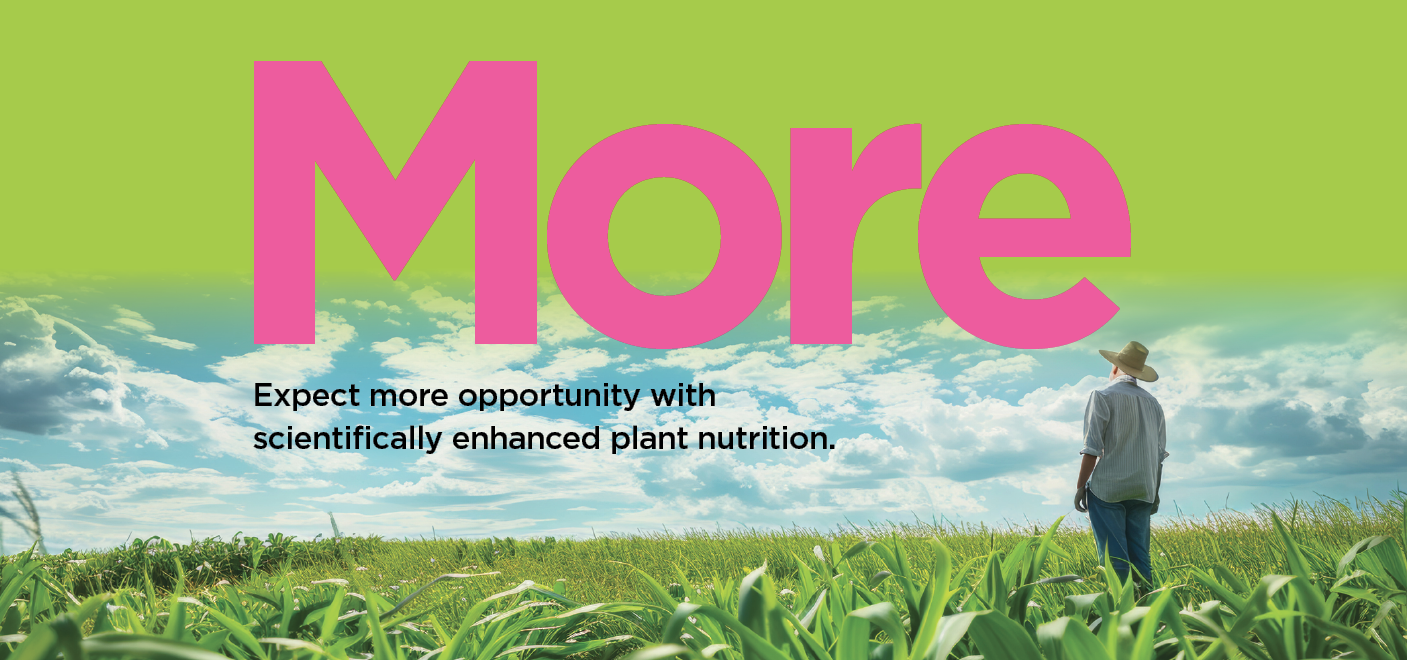 More
Expect more opportunity with
scientifically enhanced plant nutrition.